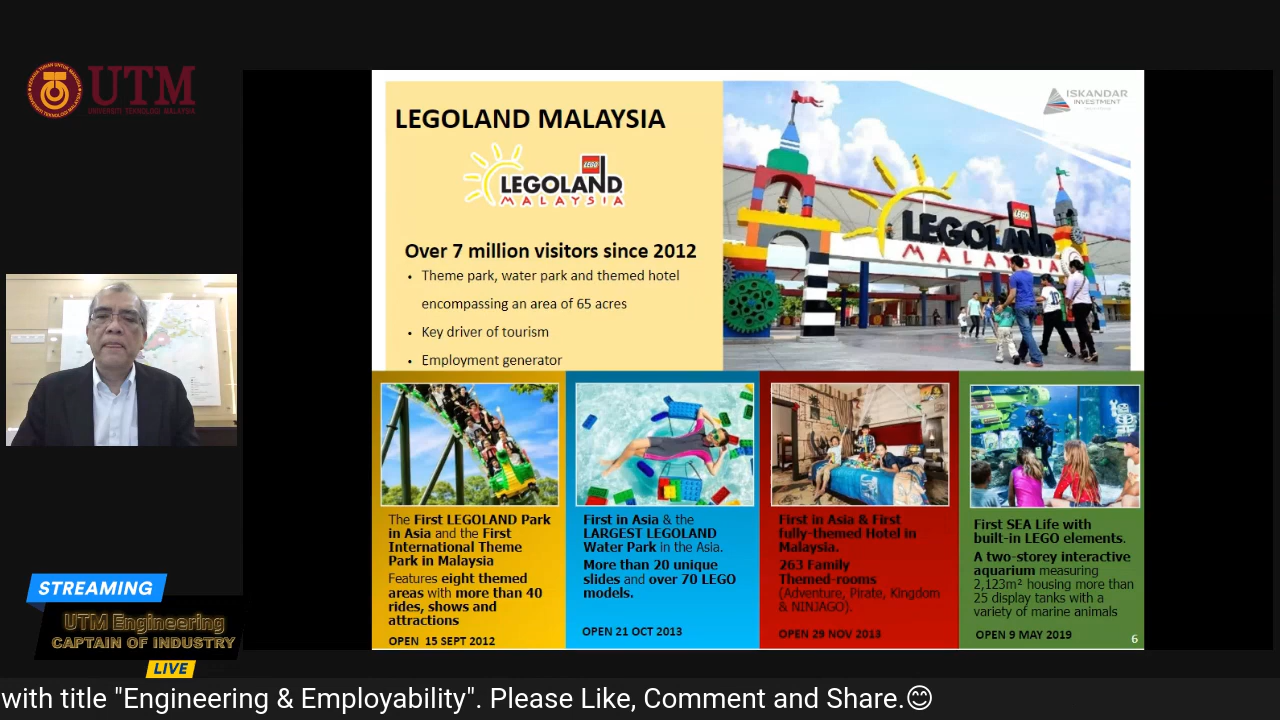 UTM
UNIVERSITI TEKNOLOGI MALAYSIA
LEGOLAND MALAYSIA
LEGO
LEGOLAND
MALAYSIA
Over 7 million visitors since 2012
• Theme park, water park and themed hotel
encompassing an area of 65 acres
• Key driver of tourism
• Employment generator
ISKANDAR
INVESTMENT
LEGO
LEGOLAND
MALAYSIA
The First LEGOLAND Park
in Asia and the First
International Theme
Park in Malaysia
Features eight themed
areas with more than 40
rides, shows and
attractions
OPEN 15 SEPT 2012
First in Asia & the
LARGEST LEGOLAND
Water Park in the Asia.
More than 20 unique
slides and over 70 LEGO
models.
OPEN 21 OCT 2013
First in Asia & First
fully-themed Hotel in
Malaysia.
263 Family
Themed-rooms
(Adventure, Pirate, Kingdom
& NINJAGO).
OPEN 29 NOV 2013
First SEA Life with
built-in LEGO elements.
A two-storey interactive
aquarium measuring
2,123m² housing more than
25 display tanks with a
variety of marine animals
OPEN 9 MAY 2019
6
STREAMING
UTM Engineering
CAPTAIN OF INDUSTRY
LIVE
with title "Engineering & Employability". Please Like, Comment and Share.😊